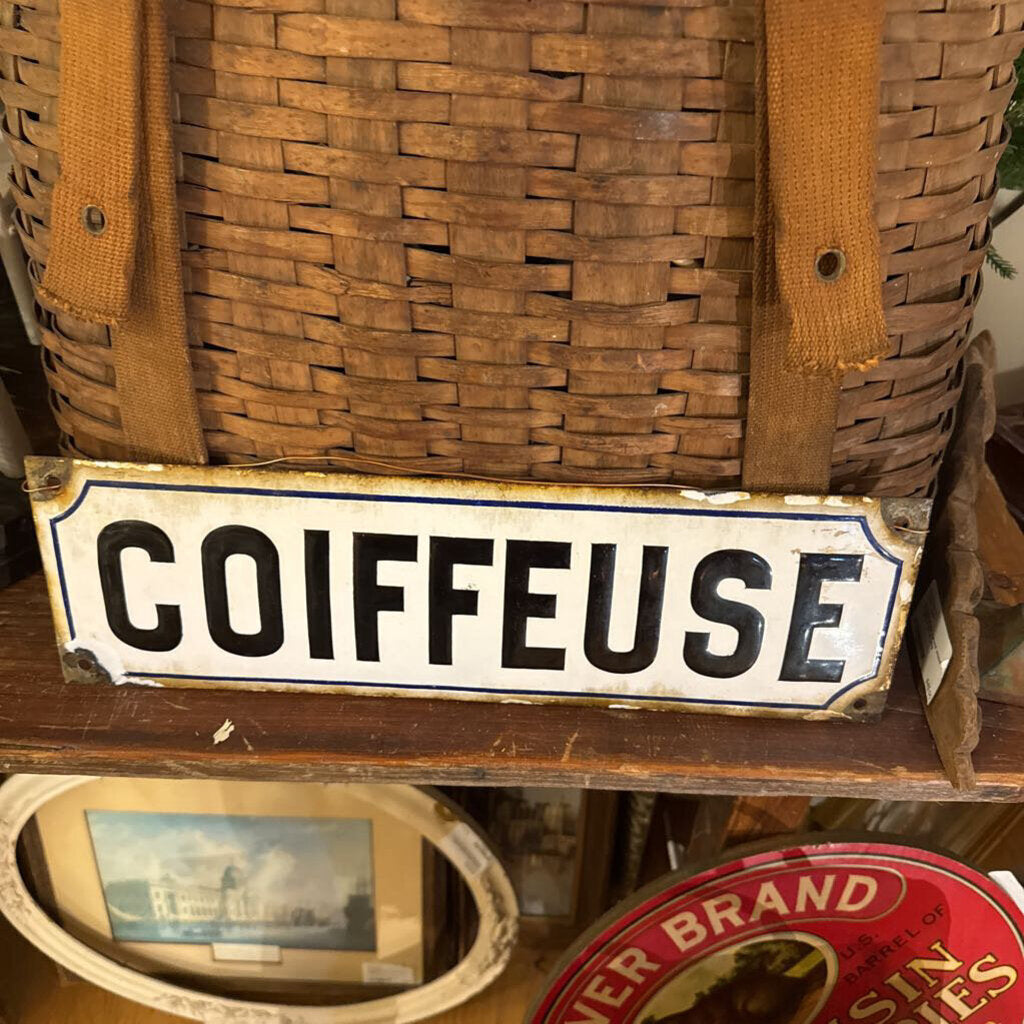 COIFFEUSE
BRAND
U.S.
BARREL OF